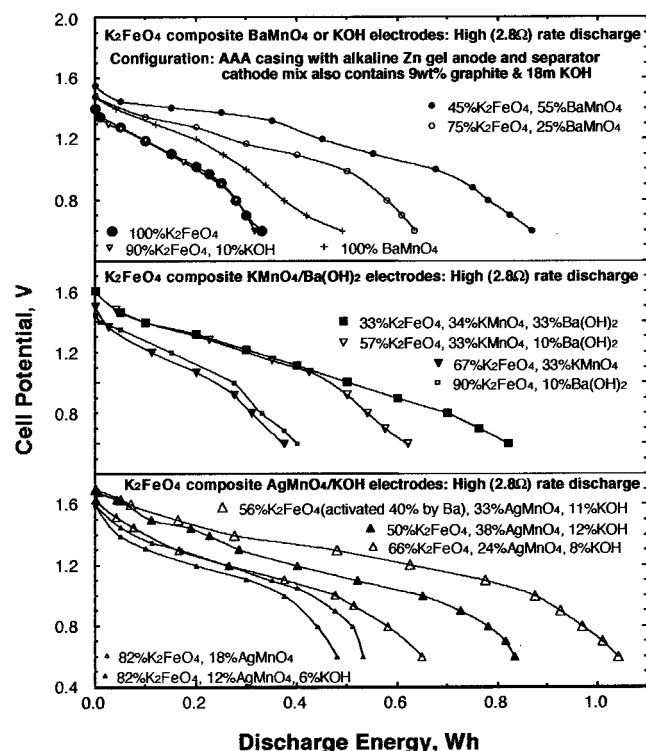 K2FeO4 composite BaMnO4 or KOH electrodes: High (2.8Ω) rate discharge
Configuration: AAA casing with alkaline Zn gel anode and separator
cathode mix also contains 9wt% graphite & 18m KOH
2.0
1.6
1.2
0.8
45%K2FeO4, 55%BaMnO4
75%K2FeO4, 25%BaMnO4
100%K2FeO4
90%K2FeO4, 10%KOH
100% BaMnO4
K2FeO4 composite KMnO4/Ba(OH)2 electrodes: High (2.8Ω) rate discharge
1.6
1.2
0.8
33%K2FeO4, 34%KMnO4, 33%Ba(OH)2
57%K2FeO4, 33%KMnO4, 10%Ba(OH)2
67%K2FeO4, 33%KMnO4
90%K2FeO4, 10%Ba(OH)2
Cell Potential, V
K2FeO4 composite AgMnO4/KOH electrodes: High (2.8Ω) rate discharge
1.6
1.2
0.8
0.4
56%K2FeO4(activated 40% by Ba), 33%AgMnO4, 11%KOH
50%K2FeO4, 38%AgMnO4, 12%KOH
66%K2FeO4, 24%AgMnO4, 8%KOH
82%K2FeO4, 18%AgMnO4
82%K2FeO4, 12%AgMnO4, 6%KOH
0.0 0.2 0.4 0.6 0.8 1.0
Discharge Energy, Wh